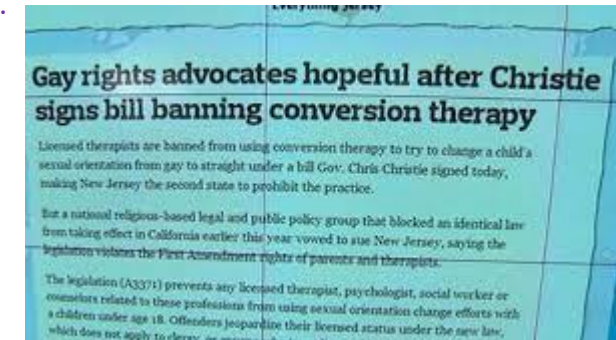 Everything Jersey
Gay rights advocates hopeful after Christie
signs bill banning conversion therapy
Licensed therapists are banned from using conversion therapy to try to change a child's
sexual orientation from gay to straight under a bill Gov. Chris Christie signed today,
making New Jersey the second state to prohibit the practice.
But a national religious-based legal and public policy group that blocked an identical law
from taking effect in California earlier this year vowed to sue New Jersey, saying the
legislation violates the First Amendment rights of parents and therapists.
The legislation (A3371) prevents any licensed therapist, psychologist, social worker or
counselors related to these professions from using sexual orientation change efforts with
a children under age 18. Offenders jeopardize their licensed status under the new law,
which does not apply to clergy, or